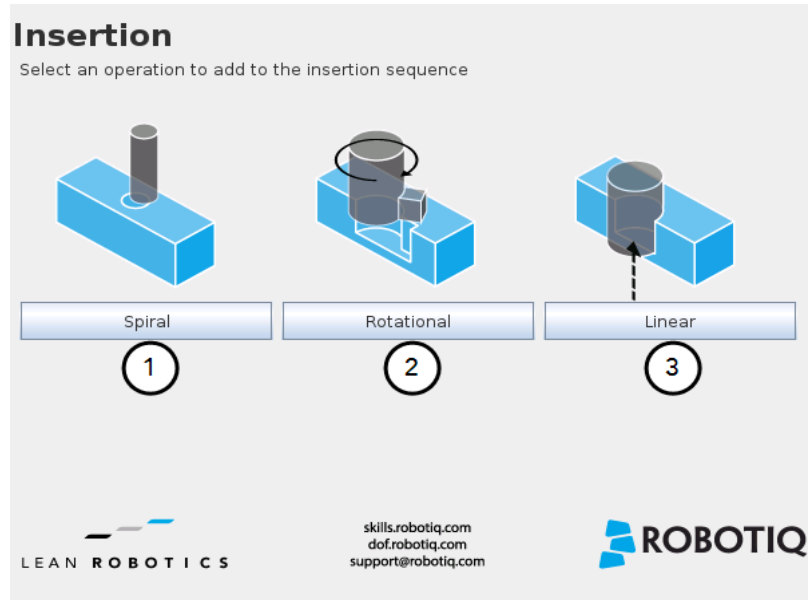 Insertion
Select an operation to add to the insertion sequence
Spiral
Rotational
Linear
1
2
3
skills.robotiq.com
dof.robotiq.com
support@robotiq.com
LEAN ROBOTICS
ROBOTIQ